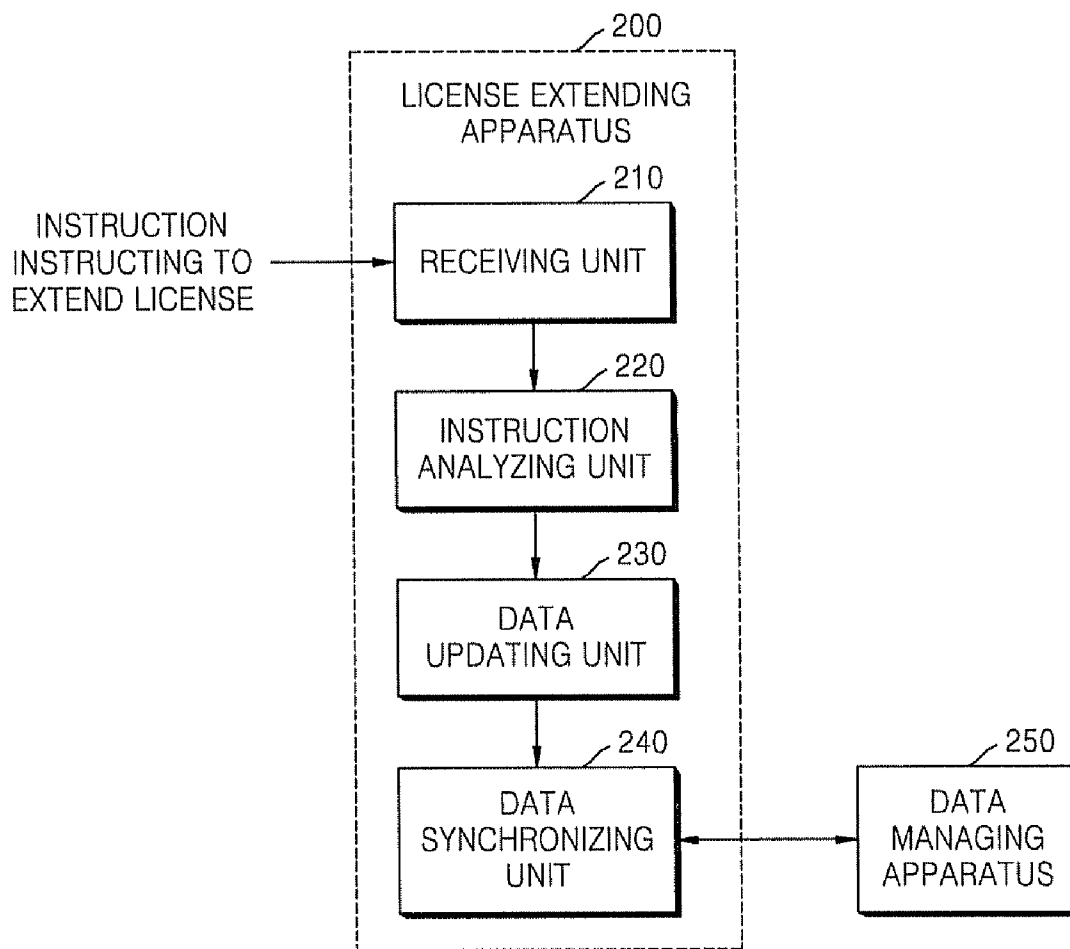 200
LICENSE EXTENDING
APPARATUS
210
INSTRUCTION
INSTRUCTING TO
EXTEND LICENSE
RECEIVING UNIT
220
INSTRUCTION
ANALYZING UNIT
230
DATA
UPDATING UNIT
240
DATA
SYNCHRONIZING
UNIT
250
DATA
MANAGING
APPARATUS